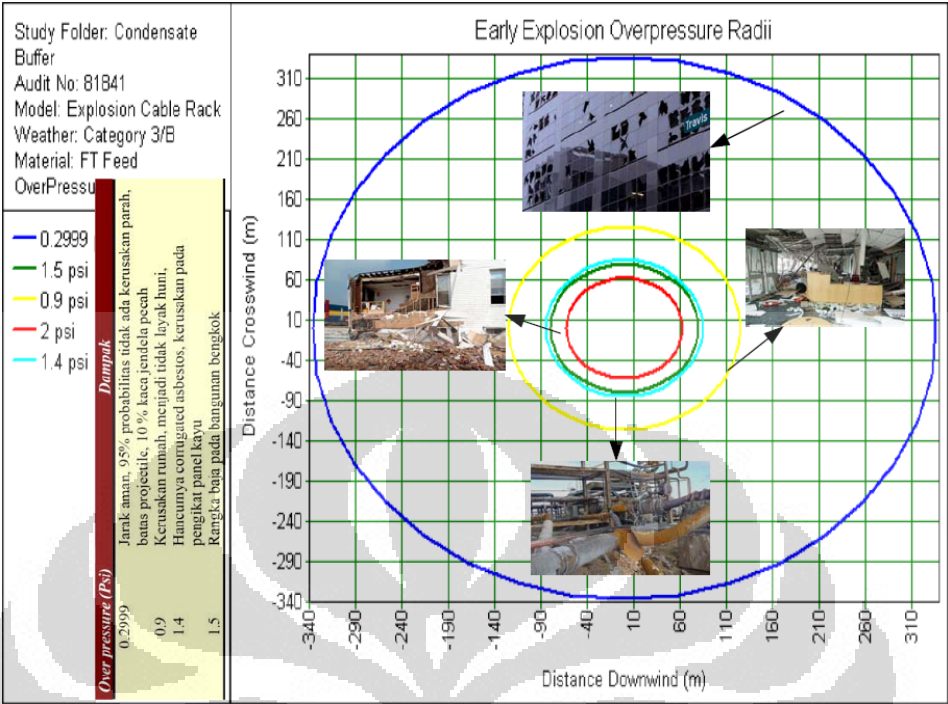 Study Folder: Condensate
Buffer
Audit No: 81841
Model: Explosion Cable Rack
Weather: Category 3/B
Material: FT Feed
OverPressu
0.2999
1.5 psi
0.9 psi
2 psi
1.4 psi
Over pressure (Psi)
Dampak
0.2999
Jarak aman, 95% probabilitas tidak ada kerusakan parah,
batas projectile, 10 % kaca jendela pecah
0.9
Kerusakan rumah, menjadi tidak layak huni,
1.4
Hancurnya corrugated asbestos, kerusakan pada
pengikat panel kayu
1.5
Rangka baja pada bangunan bengkok
Early Explosion Overpressure Radii
Distance Crosswind (m)
310
260
210
160
110
60
10
-40
-90
-140
-190
-240
-290
-340
Travis
-340
-290
-240
-190
-140
-90
-40
10
60
110
160
210
260
310
Distance Downwind (m)